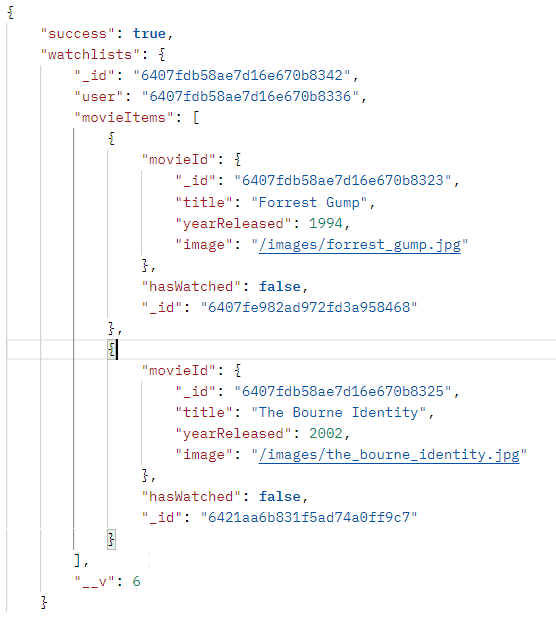 {
"success": true,
"watchlists": {
"_id": "6407fdb58ae7d16e670b8342",
"user": "6407fdb58ae7d16e670b8336",
"movieItems": [
{
"movieId": {
"_id": "6407fdb58ae7d16e670b8323",
"title": "Forrest Gump",
"yearReleased": 1994,
"image": "/images/forrest_gump.jpg"
},
"hasWatched": false,
"_id": "6407fe982ad972fd3a958468"
},
{
"movieId": {
"_id": "6407fdb58ae7d16e670b8325",
"title": "The Bourne Identity",
"yearReleased": 2002,
"image": "/images/the_bourne_identity.jpg"
},
"hasWatched": false,
"_id": "6421aa6b831f5ad74a0ff9c7"
}
],
"__v": 6
}